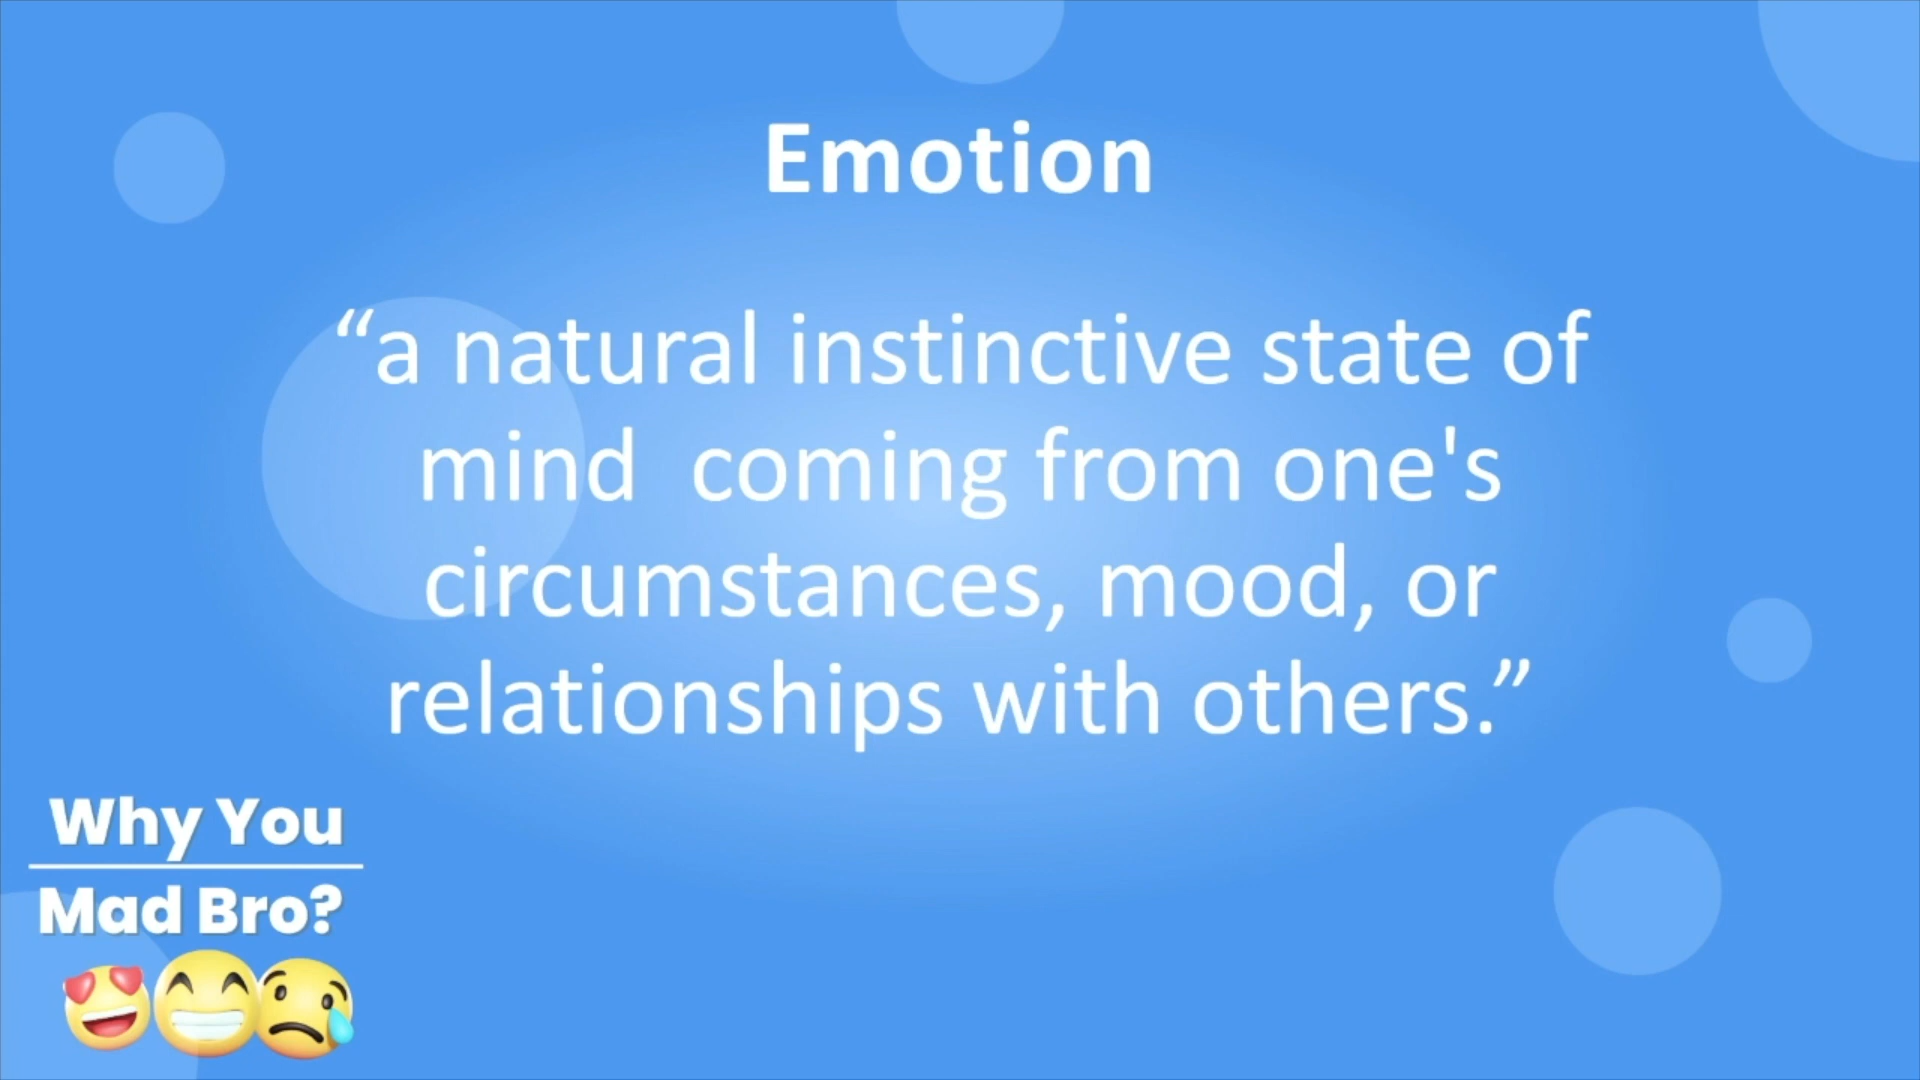 Emotion
“a natural instinctive state of
mind  coming from one's
circumstances, mood, or
relationships with others.”
Why You
Mad Bro?